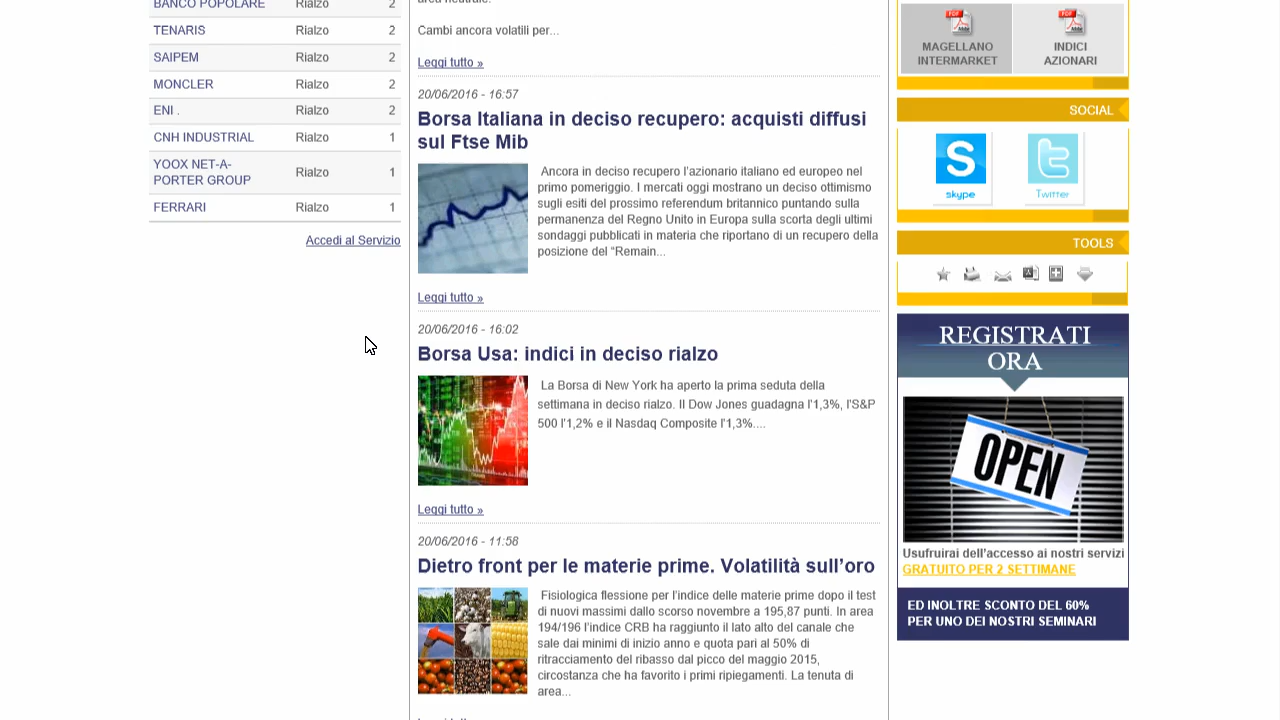 BANCO POPOLARE Rialzo 2
TENARIS Rialzo 2
SAIPEM Rialzo 2
MONCLER Rialzo 2
ENI . Rialzo 2
CNH INDUSTRIAL Rialzo 1
YOOX NET-A-
PORTER GROUP Rialzo 1
FERRARI Rialzo 1
Accedi al Servizio
area neutrale.
Cambi ancora volatili per...
Leggi tutto »
20/06/2016 - 16:57
Borsa Italiana in deciso recupero: acquisti diffusi
sul Ftse Mib
Ancora in deciso recupero l'azionario italiano ed europeo nel
primo pomeriggio. I mercati oggi mostrano un deciso ottimismo
sugli esiti del prossimo referendum britannico puntando sulla
permanenza del Regno Unito in Europa sulla scorta degli ultimi
sondaggi pubblicati in materia che riportano di un recupero della
posizione del “Remain...
Leggi tutto »
20/06/2016 - 16:02
Borsa Usa: indici in deciso rialzo
La Borsa di New York ha aperto la prima seduta della
settimana in deciso rialzo. Il Dow Jones guadagna l'1,3%, l'S&P
500 l'1,2% e il Nasdaq Composite l'1,3%....
Leggi tutto »
20/06/2016 - 11:58
Dietro front per le materie prime. Volatilità sull’oro
Fisiologica flessione per l’indice delle materie prime dopo il test
di nuovi massimi dallo scorso novembre a 195,87 punti. In area
194/196 l’indice CRB ha raggiunto il lato alto del canale che
sale dai minimi di inizio anno e quota pari al 50% di
ritracciamento del ribasso dal picco del maggio 2015,
circostanza che ha favorito i primi ripiegamenti. La tenuta di
area...
PDF
MAGELLANO
INTERMARKET
PDF
INDICI
AZIONARI
SOCIAL
S
skype
t
Twitter
TOOLS
REGISTRATI
ORA
OPEN
Usufruirai dell’accesso ai nostri servizi
GRATUITO PER 2 SETTIMANE
ED INOLTRE SCONTO DEL 60%
PER UNO DEI NOSTRI SEMINARI